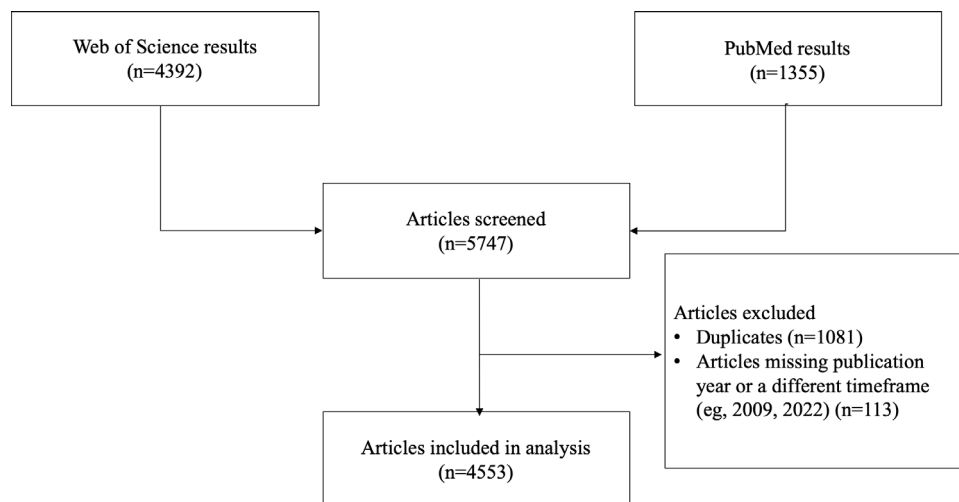 Web of Science results
(n=4392)
PubMed results
(n=1355)
Articles screened
(n=5747)
Articles excluded
• Duplicates (n=1081)
• Articles missing publication
year or a different timeframe
(eg, 2009, 2022) (n=113)
Articles included in analysis
(n=4553)